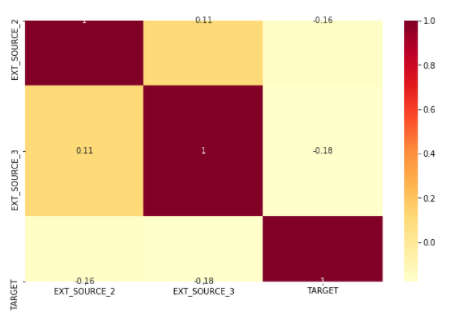 EXT_SOURCE_2
1
0.11
-0.16
EXT_SOURCE_3
0.11
1
-0.18
TARGET
-0.16
-0.18
1
EXT_SOURCE_2
EXT_SOURCE_3
TARGET
1.0
0.8
0.6
0.4
0.2
0.0